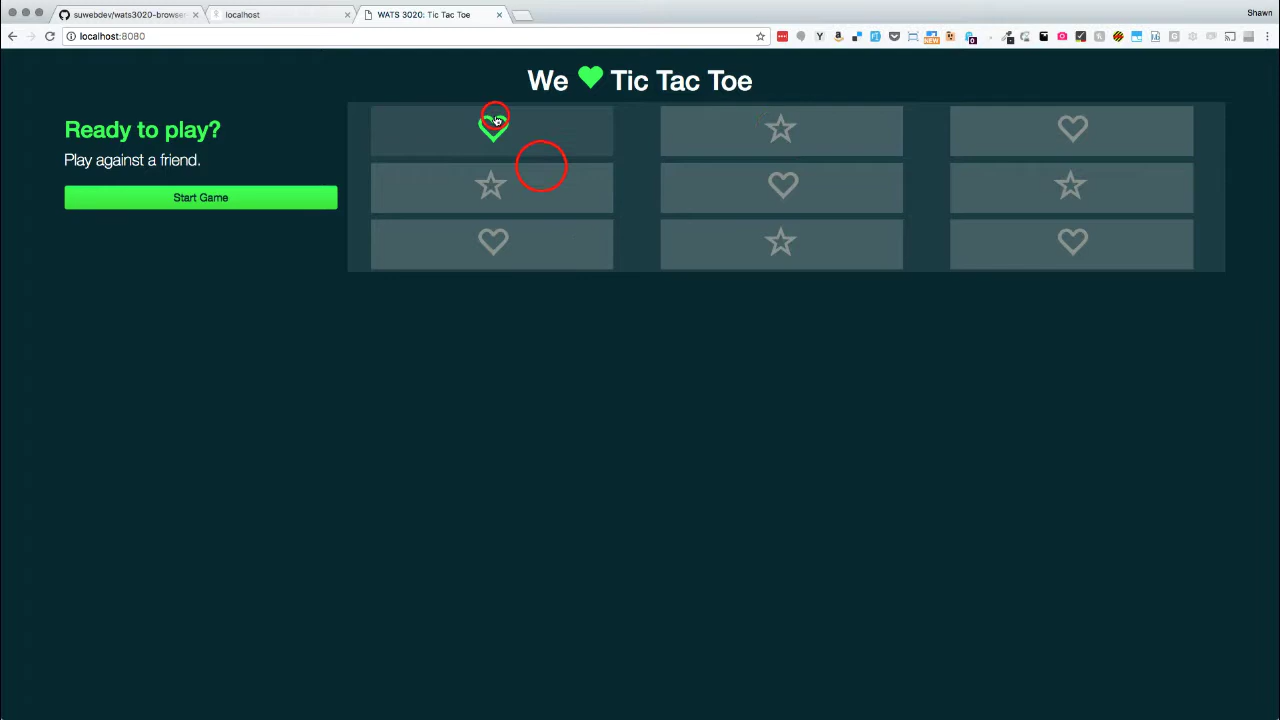 suwebdev/wats3020-browser
localhost
WATS 3020: Tic Tac Toe
Shawn
localhost:8080
We Tic Tac Toe
Ready to play?
Play against a friend.
Start Game